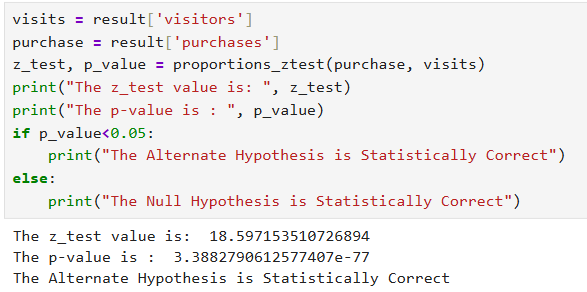 visits = result['visitors']
purchase = result['purchases']
z_test, p_value = proportions_ztest(purchase, visits)
print("The z_test value is: ", z_test)
print("The p-value is : ", p_value)
if p_value<0.05:
    print("The Alternate Hypothesis is Statistically Correct")
else:
    print("The Null Hypothesis is Statistically Correct")
The z_test value is:  18.597153510726894
The p-value is :  3.3882790612577407e-77
The Alternate Hypothesis is Statistically Correct